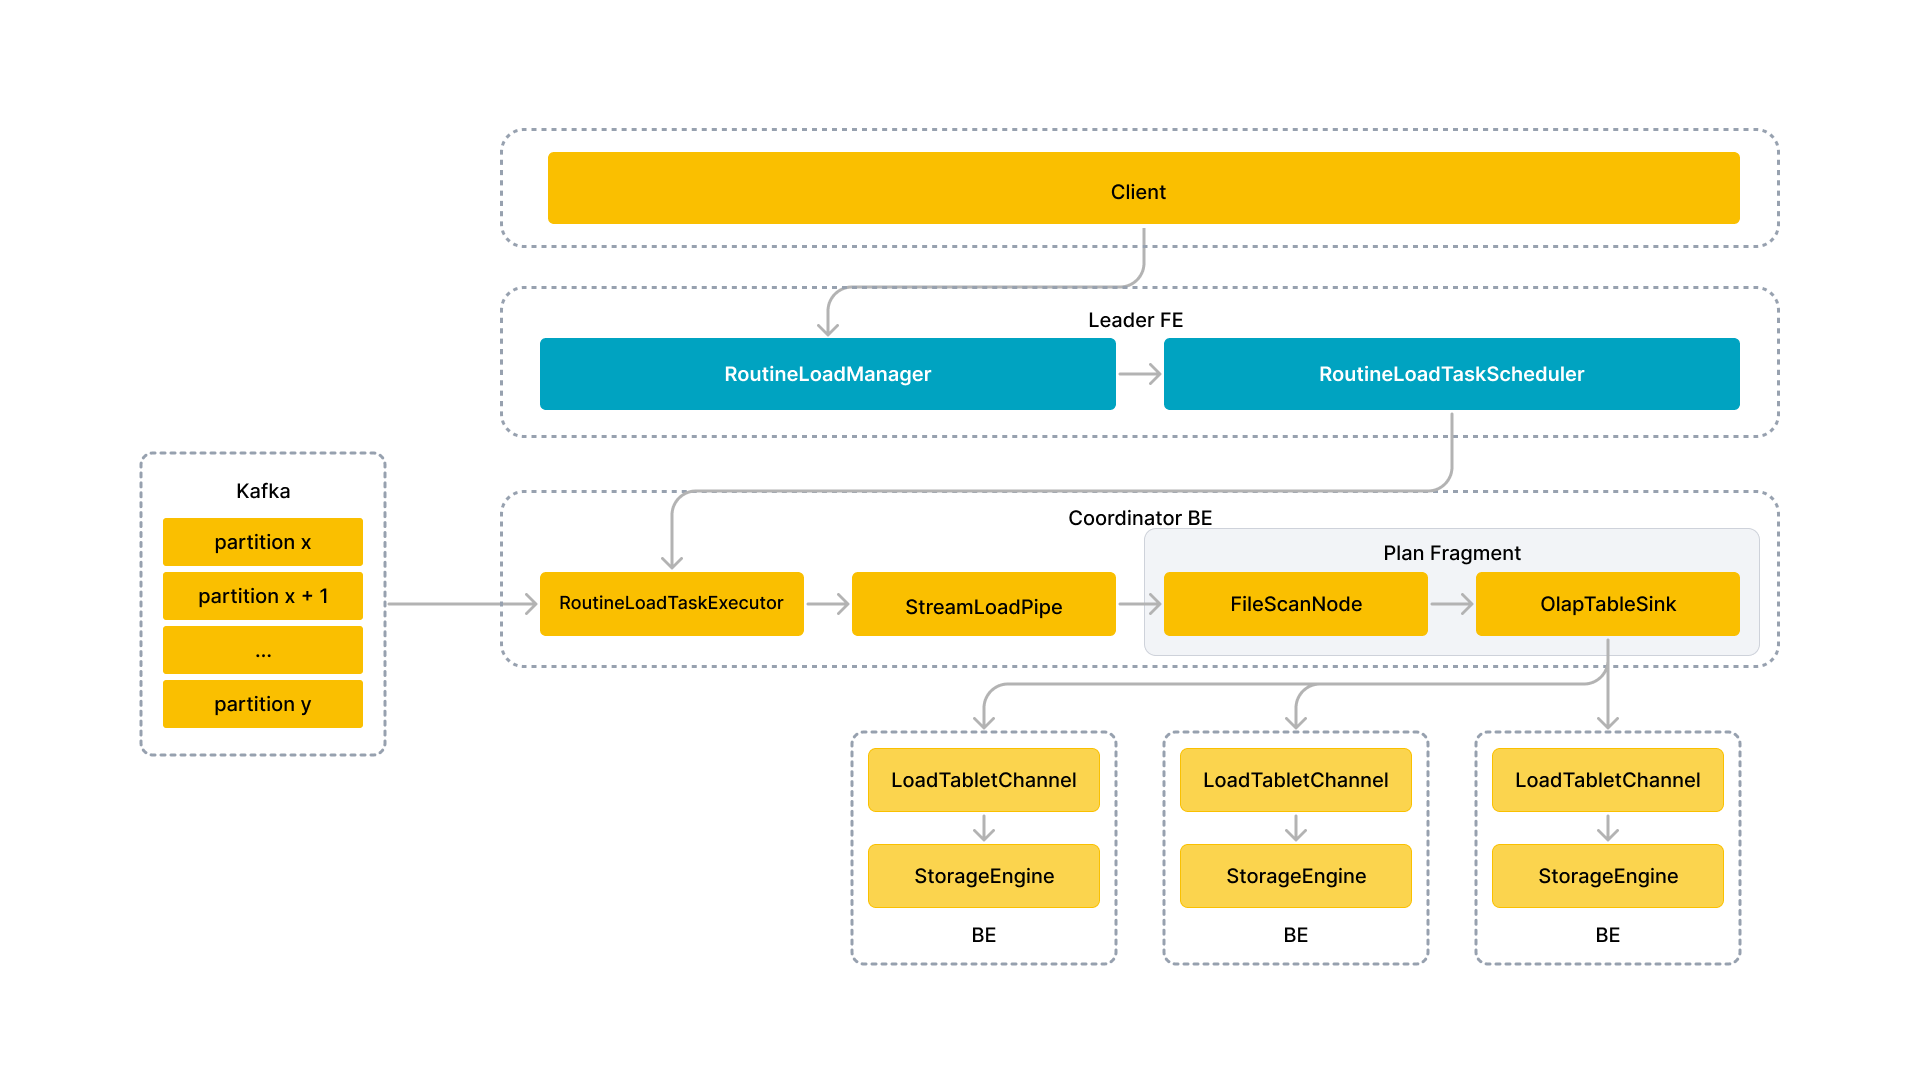 Client
Leader FE
RoutineLoadManager
RoutineLoadTaskScheduler
Kafka
partition x
partition x + 1
...
partition y
Coordinator BE
Plan Fragment
RoutineLoadTaskExecutor
StreamLoadPipe
FileScanNode
OlapTableSink
LoadTabletChannel
StorageEngine
BE
LoadTabletChannel
StorageEngine
BE
LoadTabletChannel
StorageEngine
BE